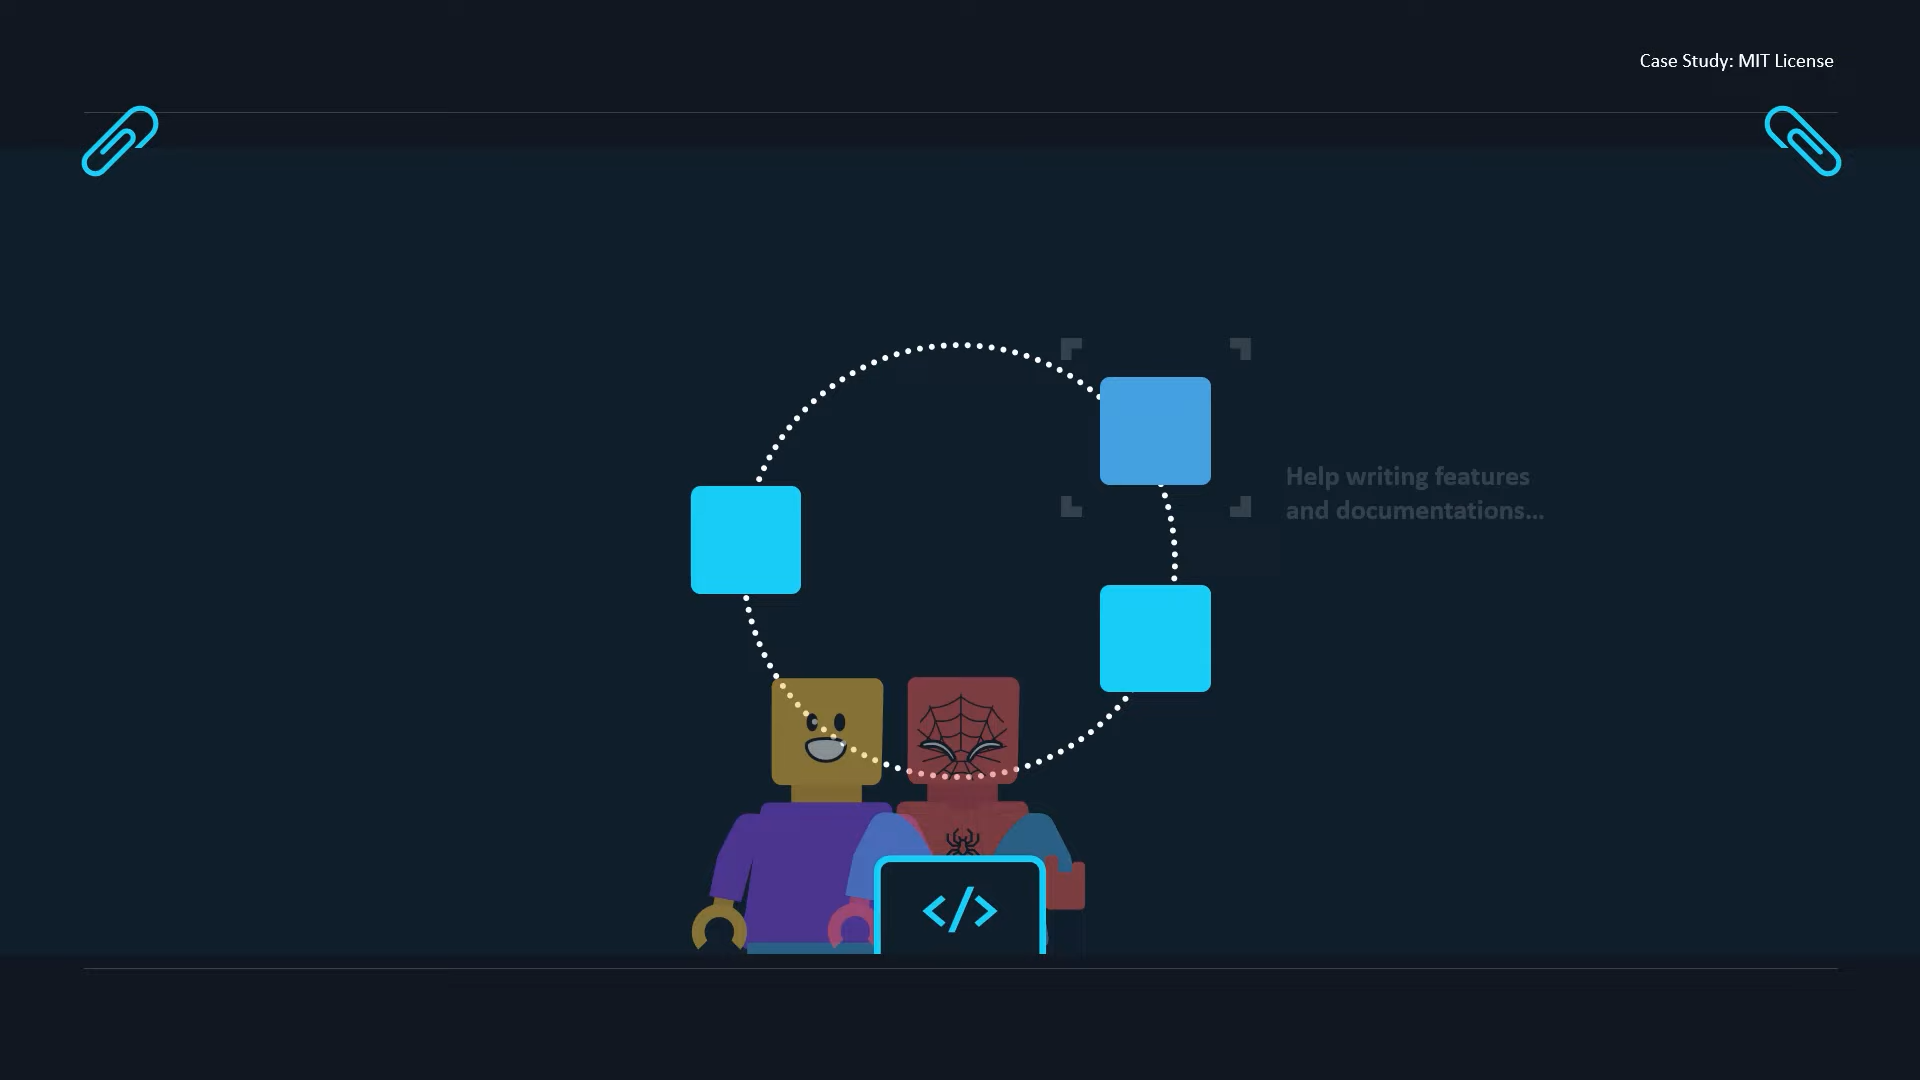 Case Study: MIT License
Help writing features
and documentations...
</>